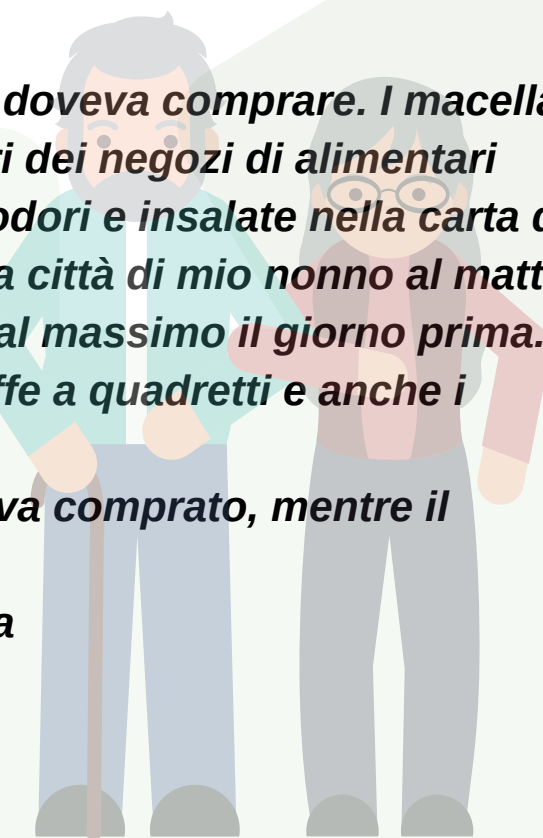 doveva comprare. I macella
ri dei negozi di alimentari
odori e insalate nella carta d
a città di mio nonno al matt
al massimo il giorno prima.
ffe a quadretti e anche i
va comprato, mentre il
a